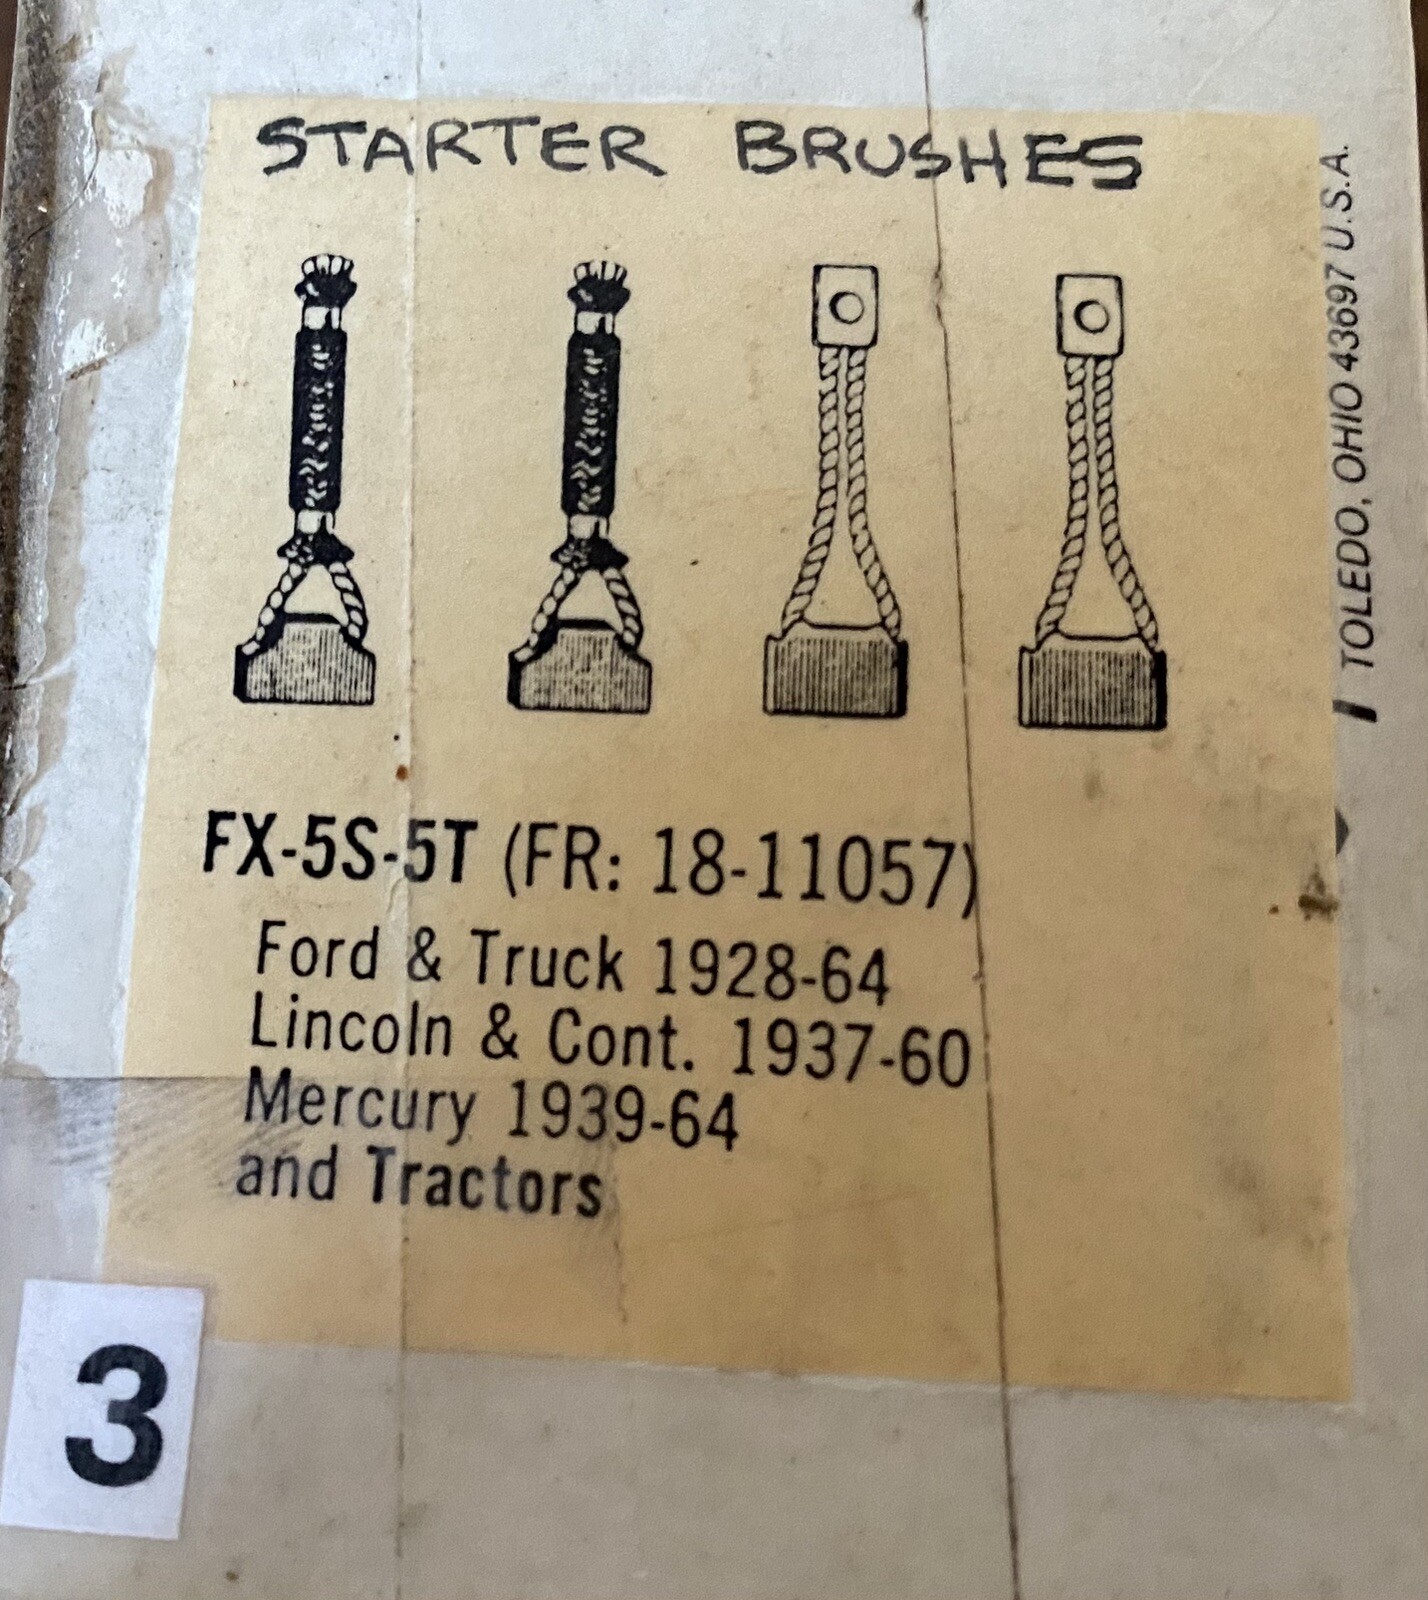 STARTER BRUSHES
FX-5S-5T (FR: 18-11057)
Ford & Truck 1928-64
Lincoln & Cont. 1937-60
Mercury 1939-64
and Tractors
3
TOLEDO, OHIO 43697 U.S.A.